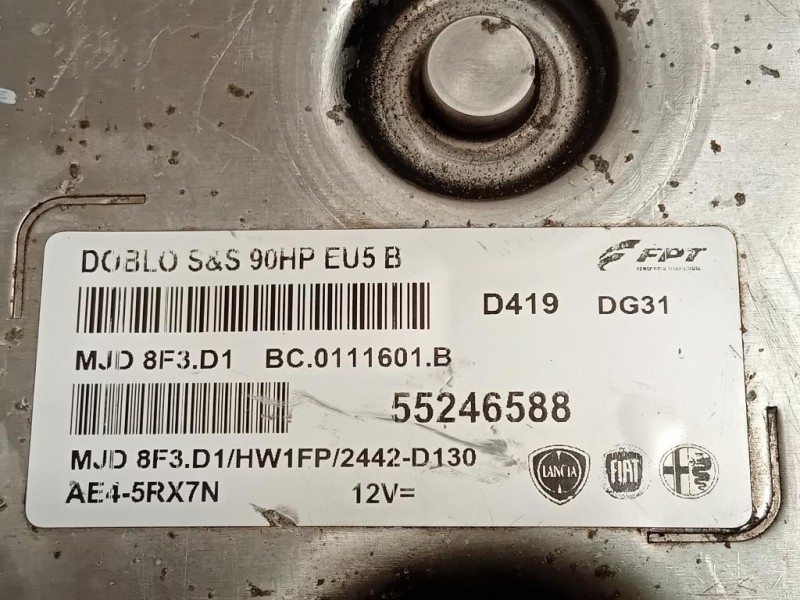 DOBLO S&S 90HP EU5 B
FPT
D419 DG31
MJD 8F3.D1 BC.0111601.B
55246588
MJD 8F3.D1/HW1FP/2442-D130
AE4-5RX7N 12V=
LANCIA
FIAT